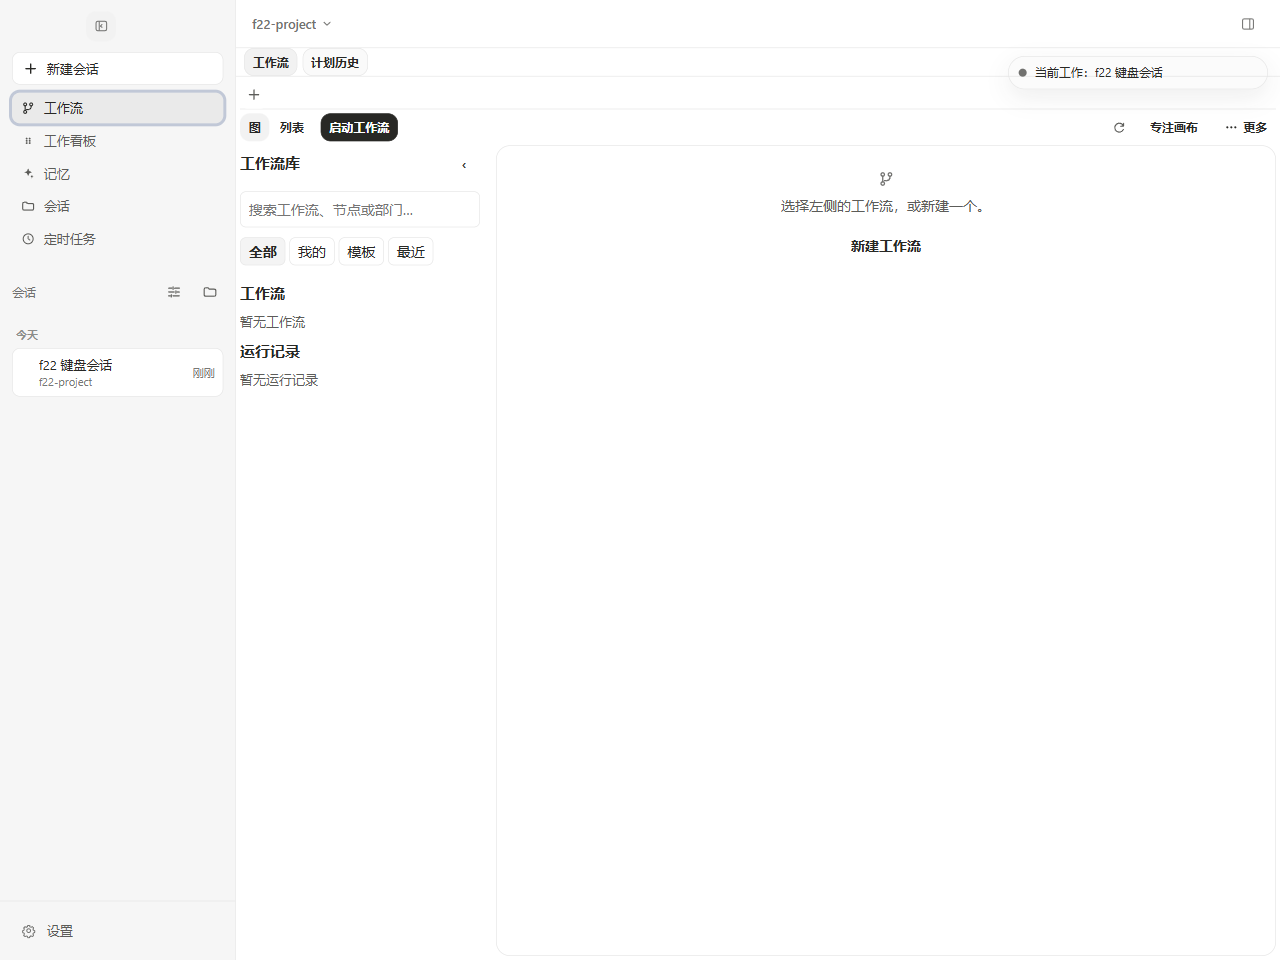 新建会话
工作流
工作看板
记忆
会话
定时任务
会话
今天
f22 键盘会话
f22-project
刚刚
设置
f22-project
工作流
计划历史
当前工作：f22 键盘会话
图
列表
启动工作流
专注画布
更多
工作流库
搜索工作流、节点或部门...
全部
我的
模板
最近
工作流
暂无工作流
运行记录
暂无运行记录
选择左侧的工作流，或新建一个。
新建工作流